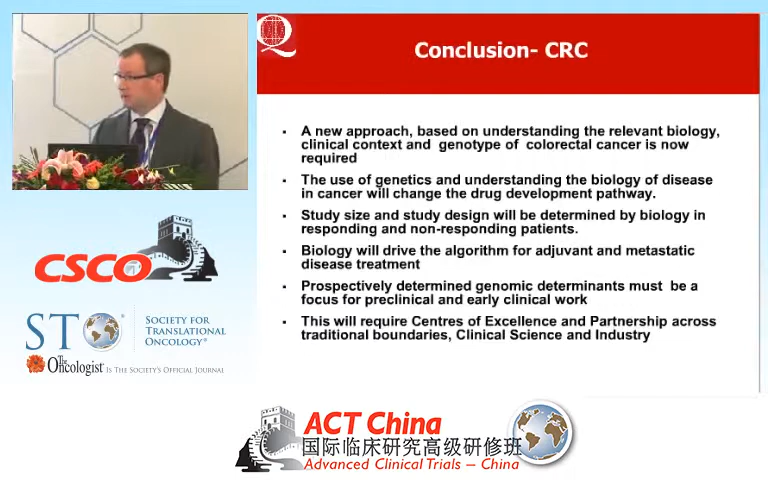 Conclusion- CRC
A new approach, based on understanding the relevant biology,
clinical context and genotype of colorectal cancer is now
required
The use of genetics and understanding the biology of disease
in cancer will change the drug development pathway.
Study size and study design will be determined by biology in
responding and non-responding patients.
Biology will drive the algorithm for adjuvant and metastatic
disease treatment
Prospectively determined genomic determinants must be a
focus for preclinical and early clinical work
This will require Centres of Excellence and Partnership across
traditional boundaries, Clinical Science and Industry
CSCO
STO
SOCIETY FOR
TRANSLATIONAL
ONCOLOGY®
The Oncologist IS THE SOCIETY'S OFFICIAL JOURNAL
ACT China
国际临床研究高级研修班
Advanced Clinical Trials – China